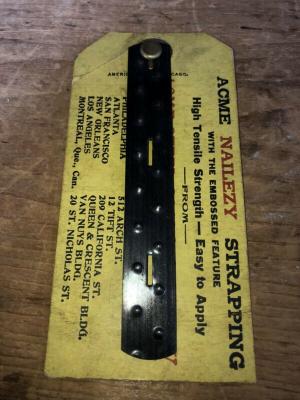 ACME NAILEZY STRAPPING
WITH THE EMBOSSED FEATURE
High Tensile Strength — Easy to Apply
—FROM—
PHILADELPHIA 512 ARCH ST.
ATLANTA 12 TIFT ST.
SAN FRANCISCO 209 CALIFORNIA ST.
NEW ORLEANS QUEEN & CRESCENT BLDG.
LOS ANGELES VAN NUYS BLDG.
MONTREAL, Que., Can. 20 ST. NICHOLAS ST.